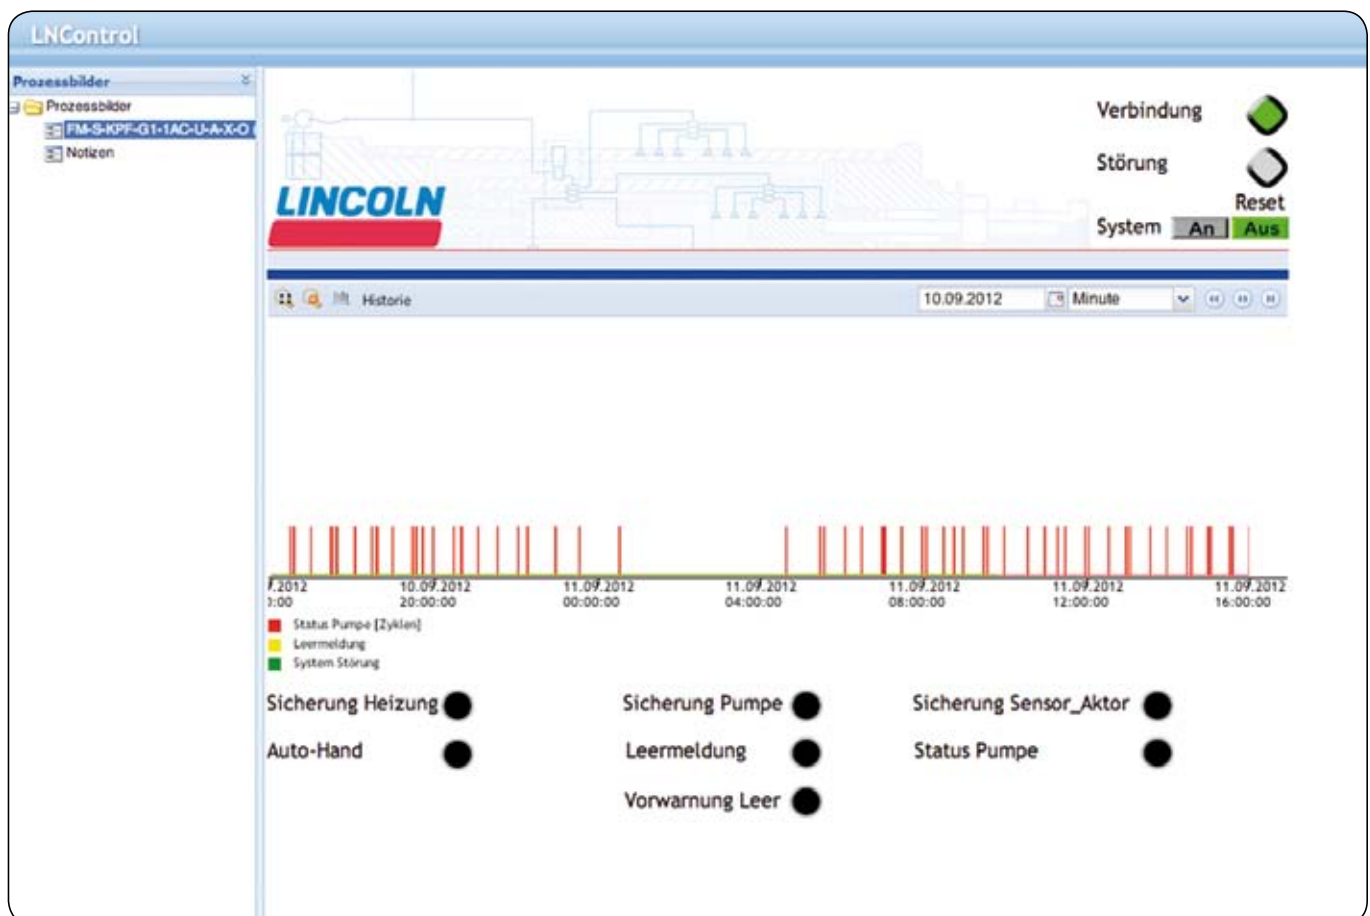 LNControl
Prozessbilder
Prozessbilder
FM-S-KPF-G1-1AC-U-A-X-O
Notizen
LINCOLN
Verbindung
Störung
Reset
System An Aus
Historie
10.09.2012 Minute
.2012 10.09.2012 11.09.2012 11.09.2012 11.09.2012 11.09.2012 11.09.2012
:00 20:00:00 00:00:00 04:00:00 08:00:00 12:00:00 16:00:00
Status Pumpe [Zyklen]
Leermeldung
System Störung
Sicherung Heizung Sicherung Pumpe Sicherung Sensor_Aktor
Auto-Hand Leermeldung Status Pumpe
Vorwarnung Leer